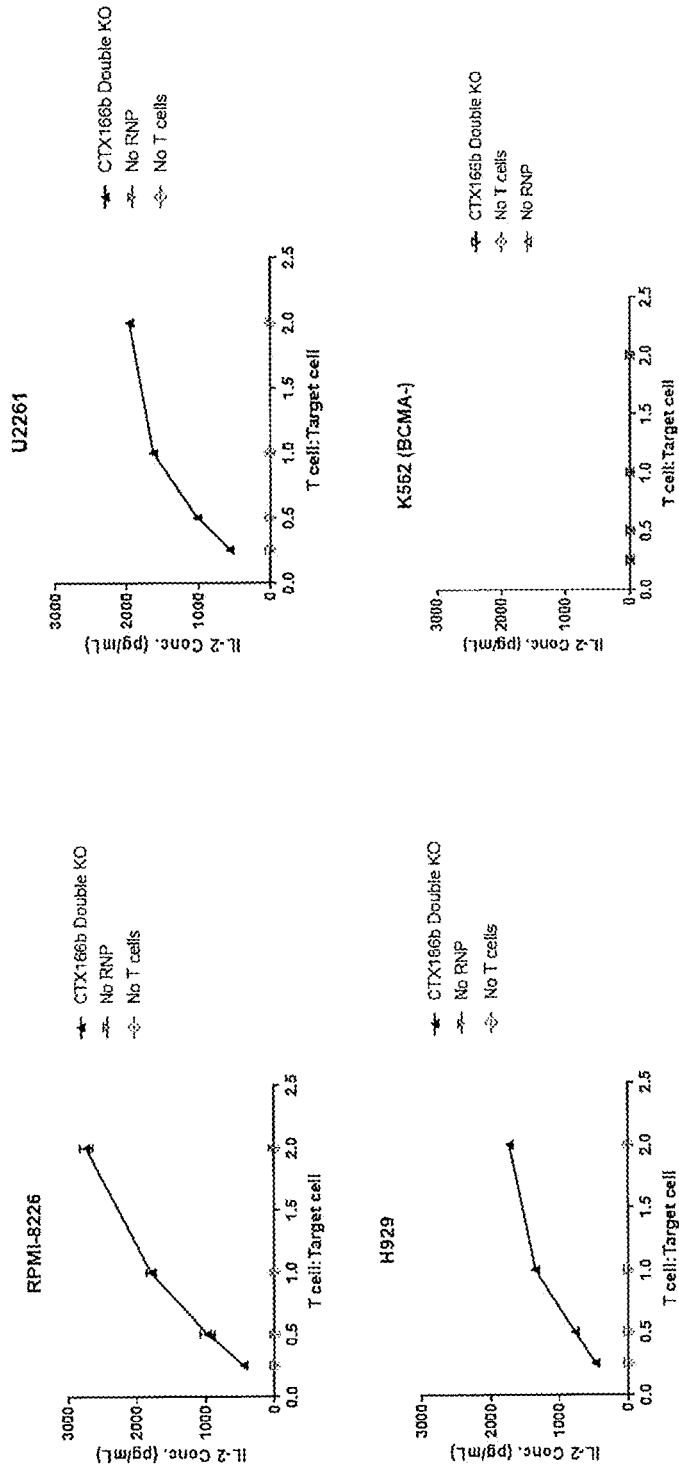 RPMI-8226
IL-2 Conc. (pg/mL)
3000
2000
1000
0
0.0 0.5 1.0 1.5 2.0 2.5
T cell:Target cell
CTX166b Double KO
No RNP
No T cells
U2261
IL-2 Conc. (pg/mL)
3000
2000
1000
0
0.0 0.5 1.0 1.5 2.0 2.5
T cell:Target cell
CTX166b Double KO
No RNP
No T cells
H929
IL-2 Conc. (pg/mL)
3000
2000
1000
0
0.0 0.5 1.0 1.5 2.0 2.5
T cell:Target cell
CTX166b Double KO
No RNP
No T cells
K562 (BCMA-)
IL-2 Conc. (pg/mL)
3000
2000
1000
0
0.0 0.5 1.0 1.5 2.0 2.5
T cell:Target cell
CTX166b Double KO
No T cells
No RNP